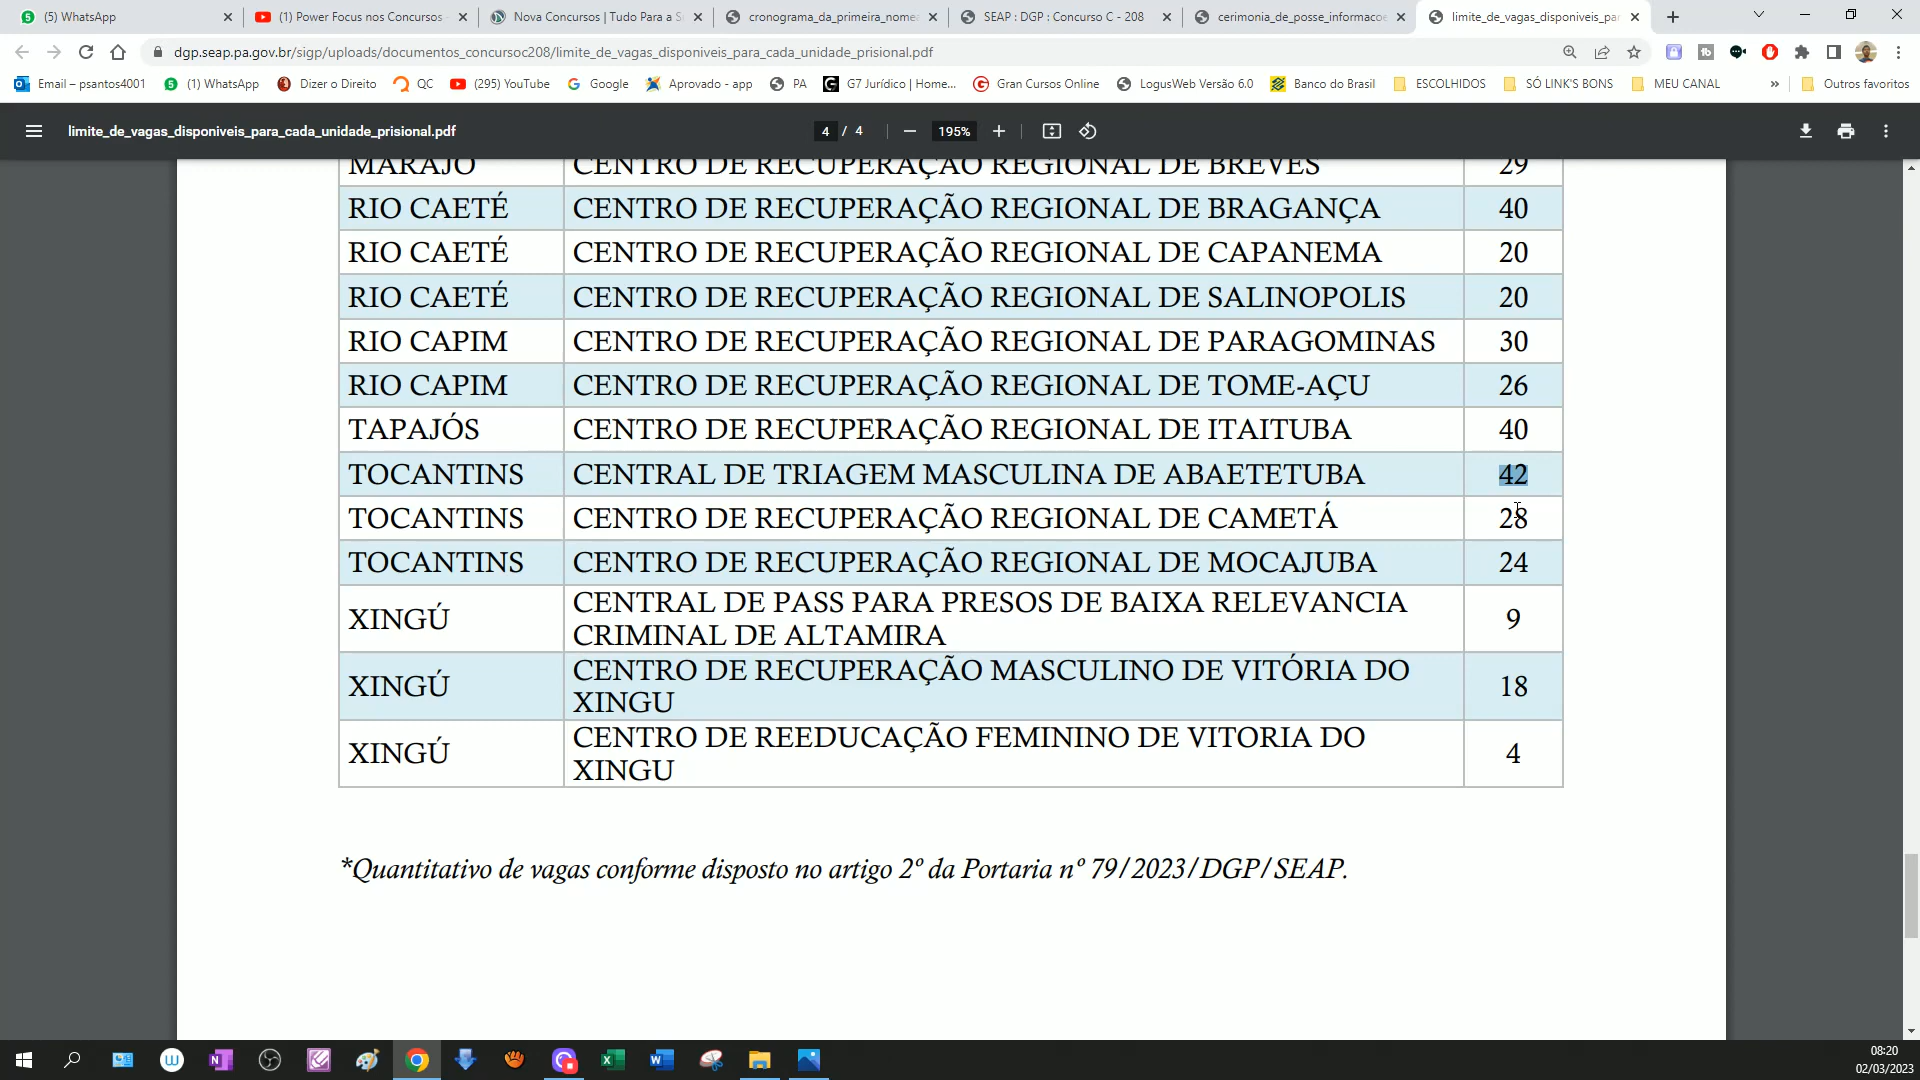 (5) WhatsApp
(1) Power Focus nos Concursos
Nova Concursos | Tudo Para a S
cronograma_da_primeira_nome
SEAP : DGP : Concurso C - 208
cerimonia_de_posse_informacoe
limite_de_vagas_disponiveis_par
dgp.seap.pa.gov.br/sigp/uploads/documentos_concursoc208/limite_de_vagas_disponiveis_para_cada_unidade_prisional.pdf
Email – psantos4001
(1) WhatsApp
Dizer o Direito
QC
(295) YouTube
Google
Aprovado - app
PA
G7 Jurídico | Home...
Gran Cursos Online
LogusWeb Versão 6.0
Banco do Brasil
ESCOLHIDOS
SÓ LINK'S BONS
MEU CANAL
»
Outros favoritos
limite_de_vagas_disponiveis_para_cada_unidade_prisional.pdf
4 / 4
195%
MARAJÓ CENTRO DE RECUPERAÇÃO REGIONAL DE BREVES 29
RIO CAETÉ CENTRO DE RECUPERAÇÃO REGIONAL DE BRAGANÇA 40
RIO CAETÉ CENTRO DE RECUPERAÇÃO REGIONAL DE CAPANEMA 20
RIO CAETÉ CENTRO DE RECUPERAÇÃO REGIONAL DE SALINOPOLIS 20
RIO CAPIM CENTRO DE RECUPERAÇÃO REGIONAL DE PARAGOMINAS 30
RIO CAPIM CENTRO DE RECUPERAÇÃO REGIONAL DE TOME-AÇU 26
TAPAJÓS CENTRO DE RECUPERAÇÃO REGIONAL DE ITAITUBA 40
TOCANTINS CENTRAL DE TRIAGEM MASCULINA DE ABAETETUBA 42
TOCANTINS CENTRO DE RECUPERAÇÃO REGIONAL DE CAMETÁ 28
TOCANTINS CENTRO DE RECUPERAÇÃO REGIONAL DE MOCAJUBA 24
XINGÚ CENTRAL DE PASS PARA PRESOS DE BAIXA RELEVANCIA
CRIMINAL DE ALTAMIRA 9
XINGÚ CENTRO DE RECUPERAÇÃO MASCULINO DE VITÓRIA DO
XINGU 18
XINGÚ CENTRO DE REEDUCAÇÃO FEMININO DE VITORIA DO
XINGU 4
*Quantitativo de vagas conforme disposto no artigo 2º da Portaria nº 79/2023/DGP/SEAP.
08:20
02/03/2023